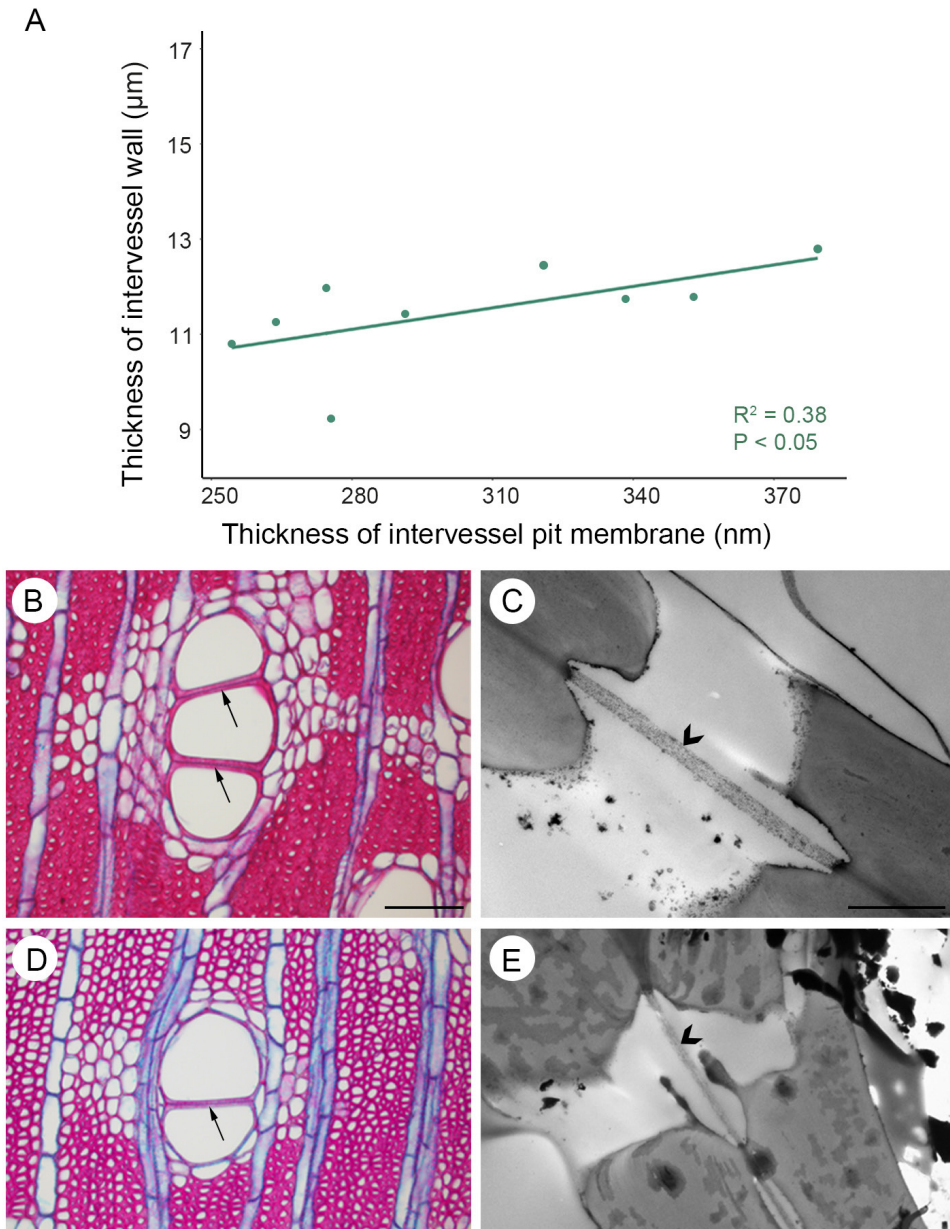 A
Thickness of intervessel wall (µm)
17
15
13
11
9
R² = 0.38
P < 0.05
250 280 310 340 370
Thickness of intervessel pit membrane (nm)
B
C
D
E